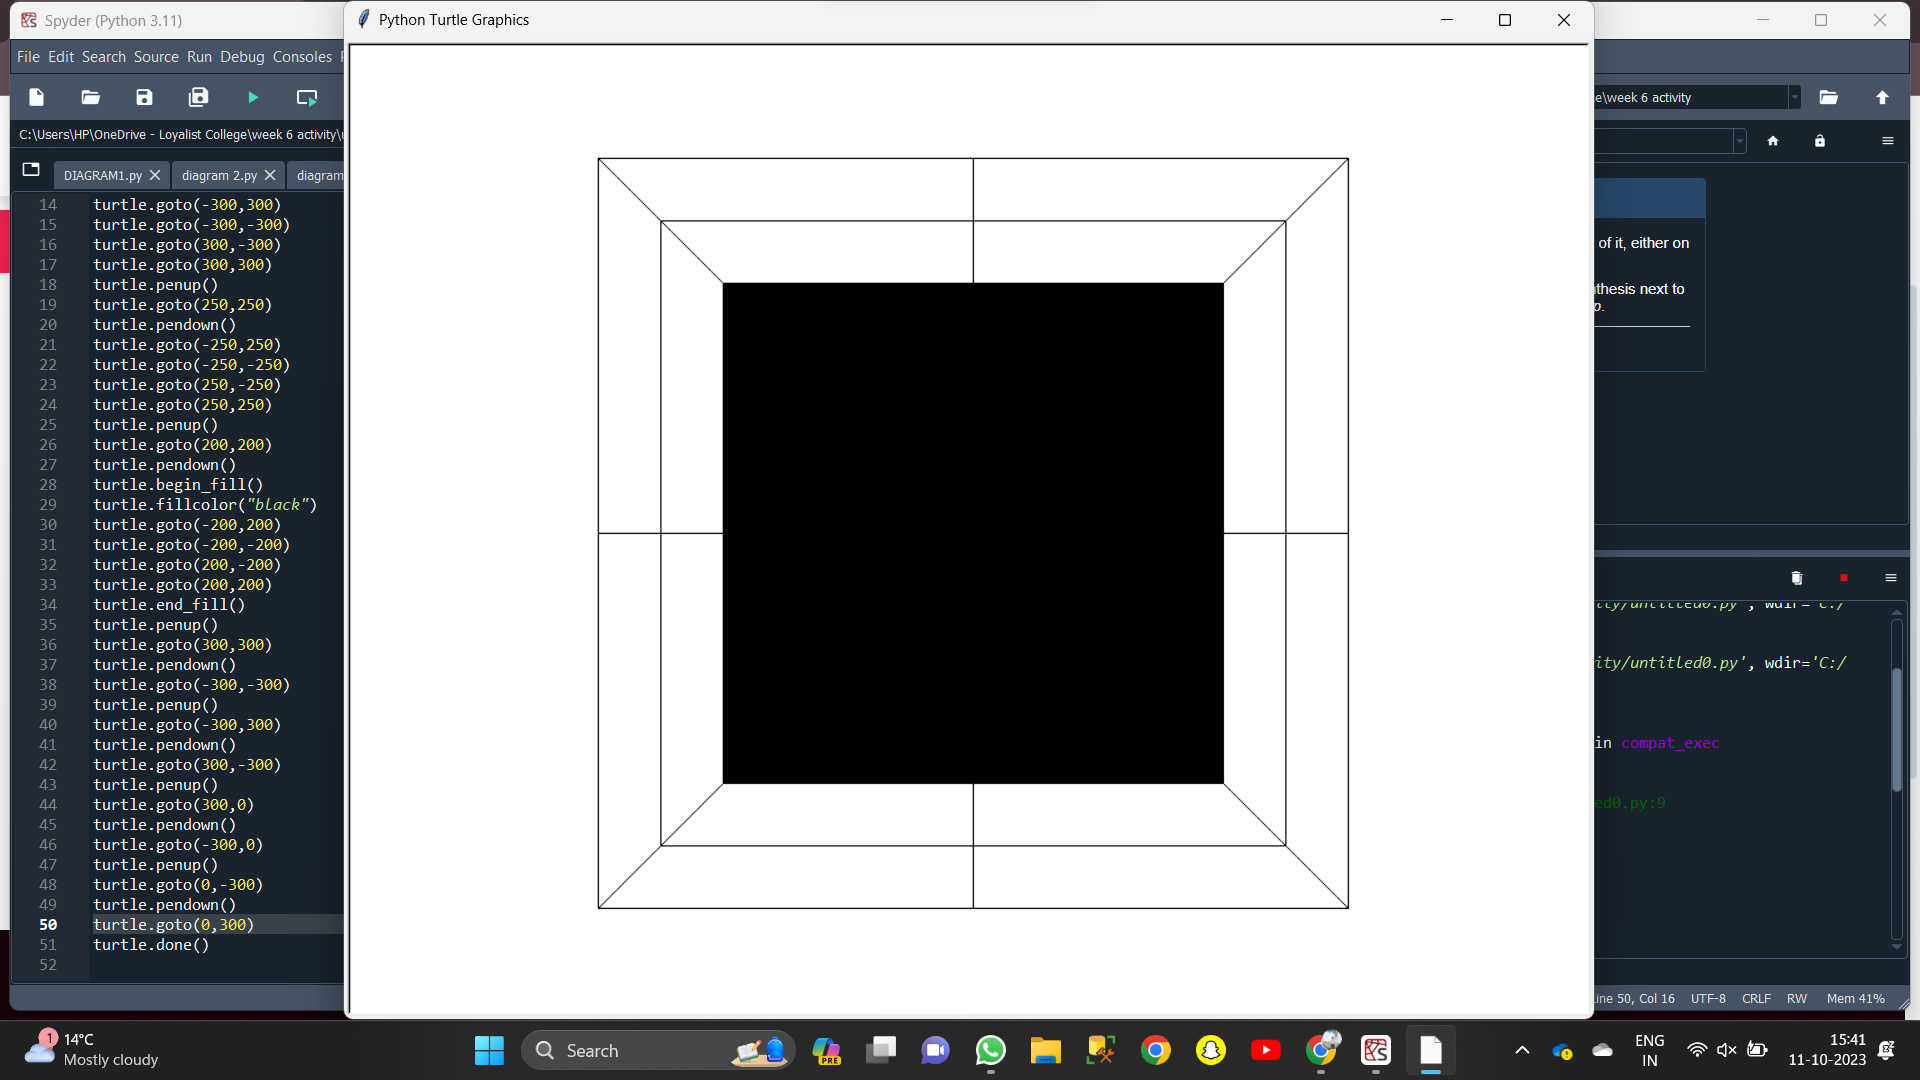 Spyder (Python 3.11)
Python Turtle Graphics
File Edit Search Source Run Debug Consoles
e\week 6 activity
C:\Users\HP\OneDrive - Loyalist College\week 6 activity\
DIAGRAM1.py
diagram 2.py
diagram
14 turtle.goto(-300,300)
15 turtle.goto(-300,-300)
16 turtle.goto(300,-300)
17 turtle.goto(300,300)
18 turtle.penup()
19 turtle.goto(250,250)
20 turtle.pendown()
21 turtle.goto(-250,250)
22 turtle.goto(-250,-250)
23 turtle.goto(250,-250)
24 turtle.goto(250,250)
25 turtle.penup()
26 turtle.goto(200,200)
27 turtle.pendown()
28 turtle.begin_fill()
29 turtle.fillcolor("black")
30 turtle.goto(-200,200)
31 turtle.goto(-200,-200)
32 turtle.goto(200,-200)
33 turtle.goto(200,200)
34 turtle.end_fill()
35 turtle.penup()
36 turtle.goto(300,300)
37 turtle.pendown()
38 turtle.goto(-300,-300)
39 turtle.penup()
40 turtle.goto(-300,300)
41 turtle.pendown()
42 turtle.goto(300,-300)
43 turtle.penup()
44 turtle.goto(300,0)
45 turtle.pendown()
46 turtle.goto(-300,0)
47 turtle.penup()
48 turtle.goto(0,-300)
49 turtle.pendown()
50 turtle.goto(0,300)
51 turtle.done()
52
of it, either on
thesis next to
p.
ity/untitled0.py', wdir='C:/
ity/untitled0.py', wdir='C:/
in compat_exec
ed0.py:9
ine 50, Col 16 UTF-8 CRLF RW Mem 41%
1
14°C
Mostly cloudy
Search
PRE
ENG
IN
15:41
11-10-2023